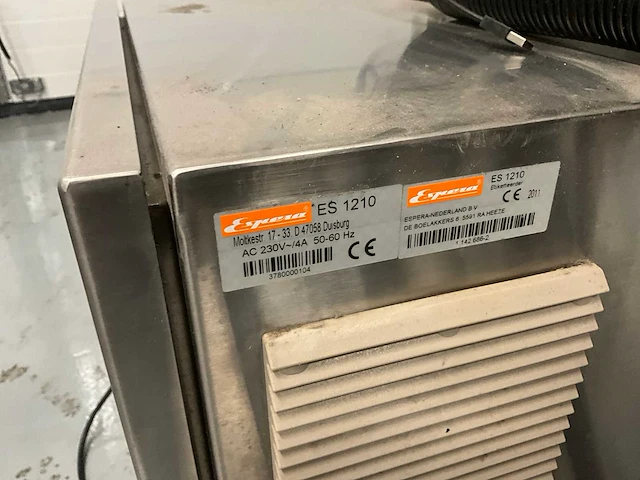 Espera ES 1210
Moltkestr 17 - 33 D 47058 Duisburg
AC 230V~/4A 50-60 Hz
CE
3780000104
Espera ES 1210
Etiketteerder
CE 2011
ESPERA-NEDERLAND B.V.
DE BOELAKKERS 8 5591 RA HEEZE
1.142.686-2